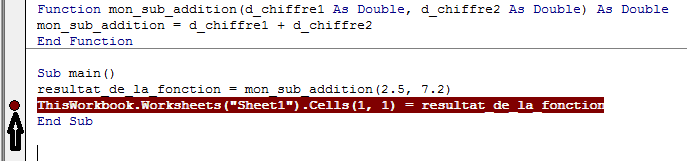 Function mon_sub_addition(d_chiffre1 As Double, d_chiffre2 As Double) As Double
mon_sub_addition = d_chiffre1 + d_chiffre2
End Function
Sub main()
resultat_de_la_fonction = mon_sub_addition(2.5, 7.2)
ThisWorkbook.Worksheets("Sheet1").Cells(1, 1) = resultat_de_la_fonction
End Sub